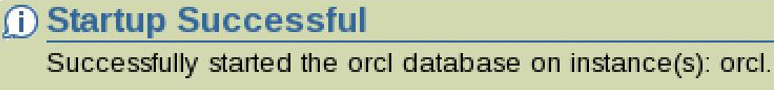 Startup Successful
Successfully started the orcl database on instance(s): orcl.